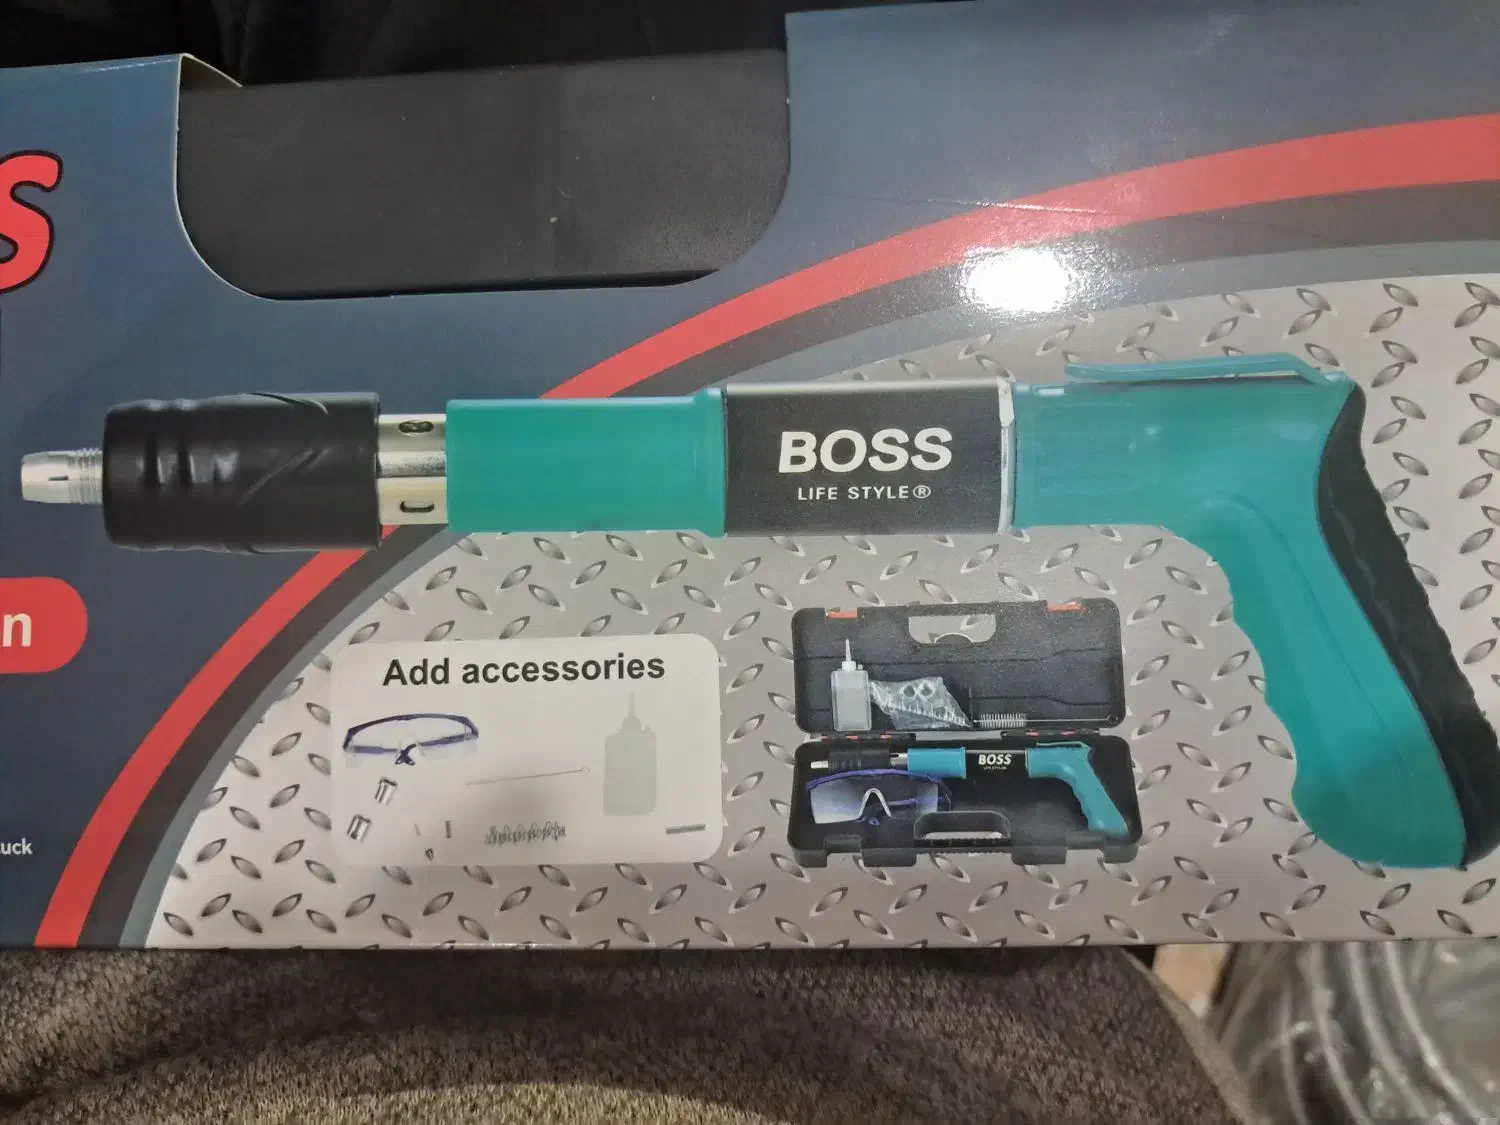 S
n
uck
BOSS
LIFE STYLE®
Add accessories
BOSS